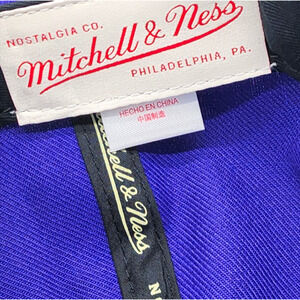 NOSTALGIA CO.
Mitchell & Ness
PHILADELPHIA, PA.
HECHO EN CHINA
中国制造
Mitchell & Ness
N